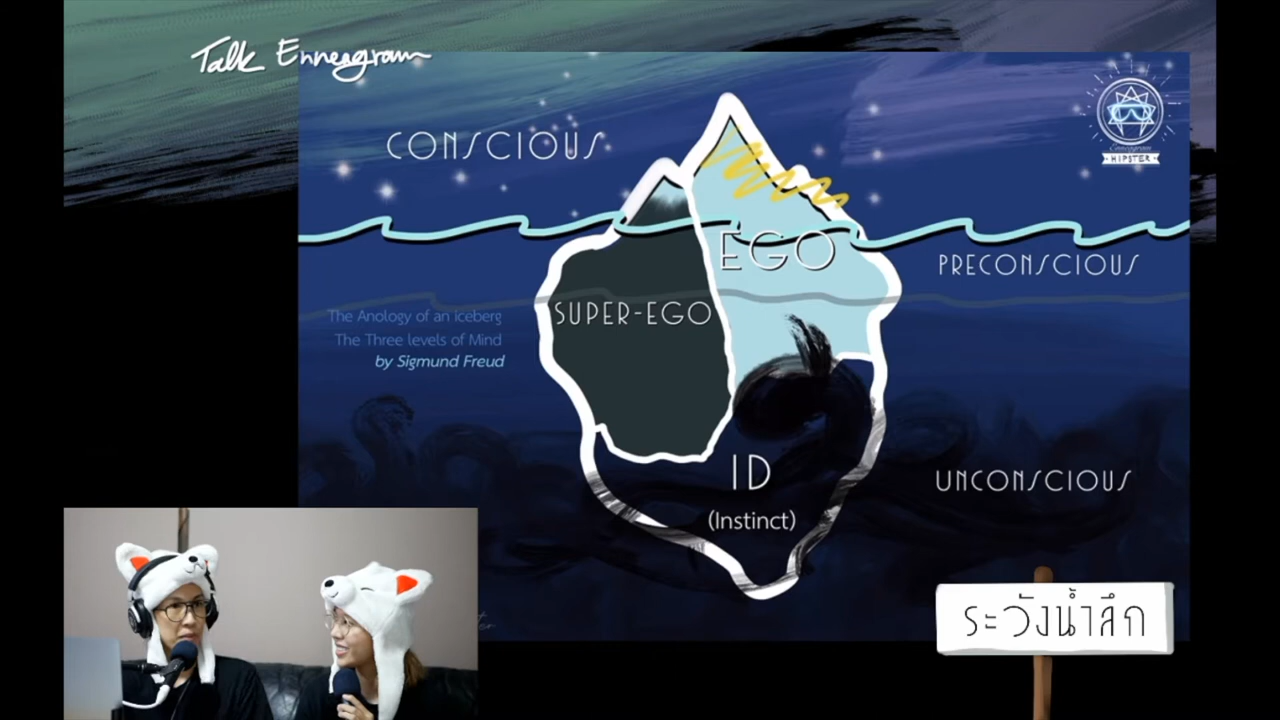 Talk Enneagram
Enneagram
HIPSTER
CONSCIOUS
EGO
PRECONSCIOUS
SUPER-EGO
The Anology of an iceberg
The Three levels of Mind
by Sigmund Freud
ID
(Instinct)
UNCONSCIOUS
ระวังน้ำลึก